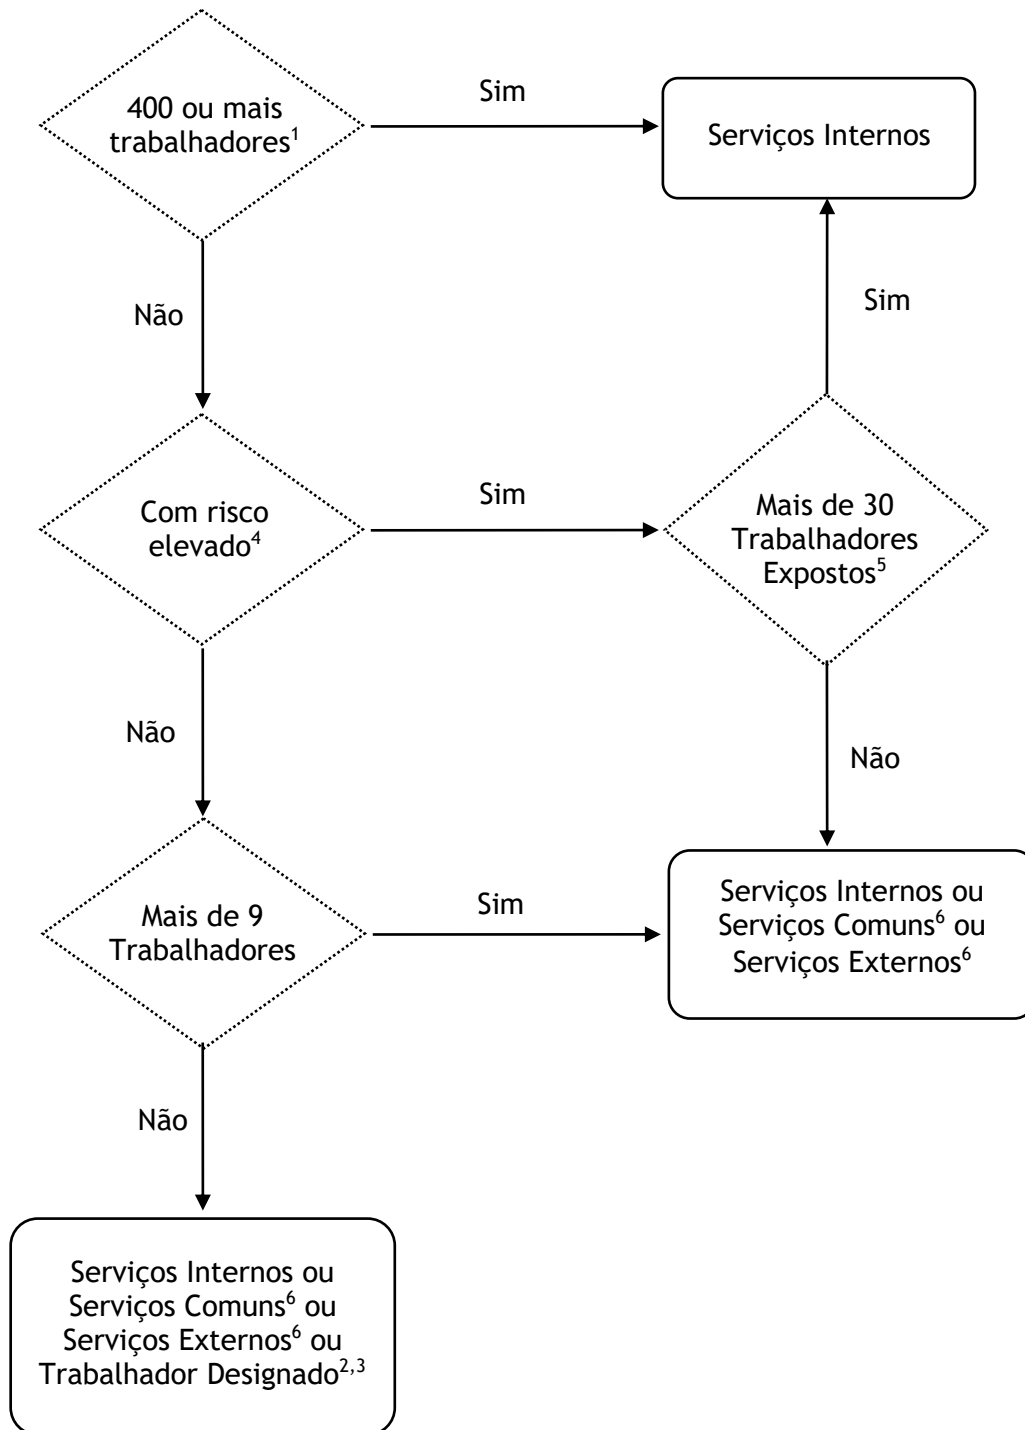 400 ou mais
trabalhadores¹
Sim
Serviços Internos
Não
Sim
Com risco
elevado⁴
Sim
Mais de 30
Trabalhadores
Expostos⁵
Não
Não
Mais de 9
Trabalhadores
Sim
Serviços Internos ou
Serviços Comuns⁶ ou
Serviços Externos⁶
Não
Serviços Internos ou
Serviços Comuns⁶ ou
Serviços Externos⁶ ou
Trabalhador Designado²,³